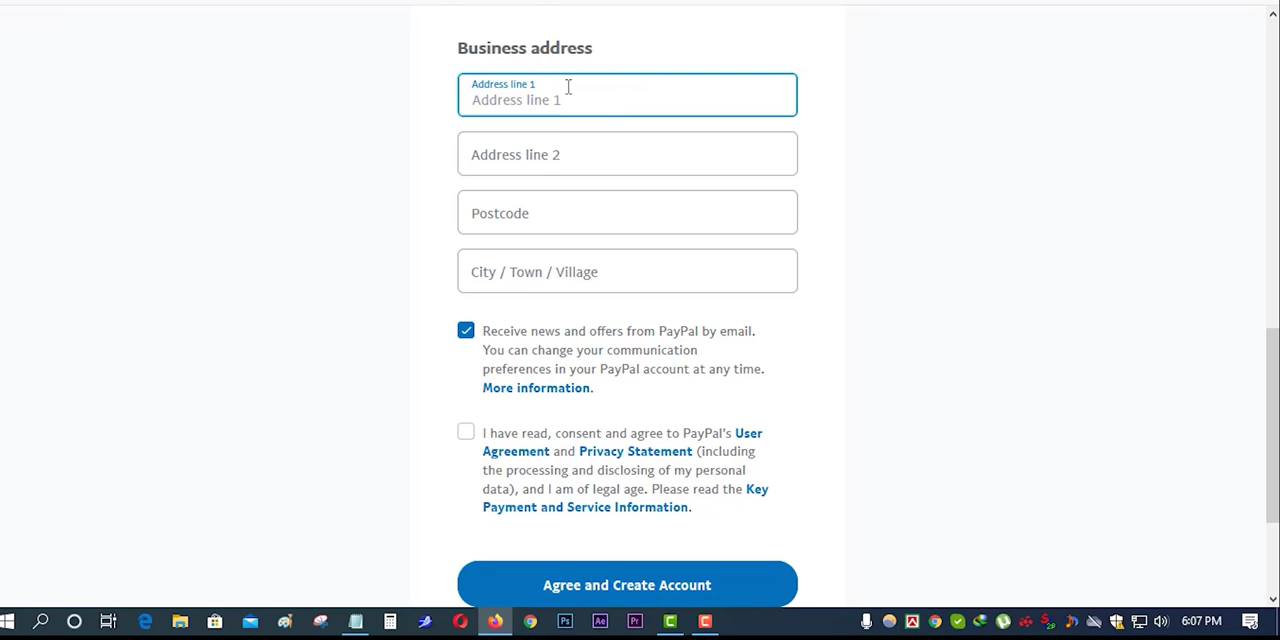 Business address
Address line 1
Address line 1
Address line 2
Postcode
City / Town / Village
Receive news and offers from PayPal by email.
You can change your communication
preferences in your PayPal account at any time.
More information.
I have read, consent and agree to PayPal's User
Agreement and Privacy Statement (including
the processing and disclosing of my personal
data), and I am of legal age. Please read the Key
Payment and Service Information.
Agree and Create Account
Ps
Ae
Pr
6:07 PM